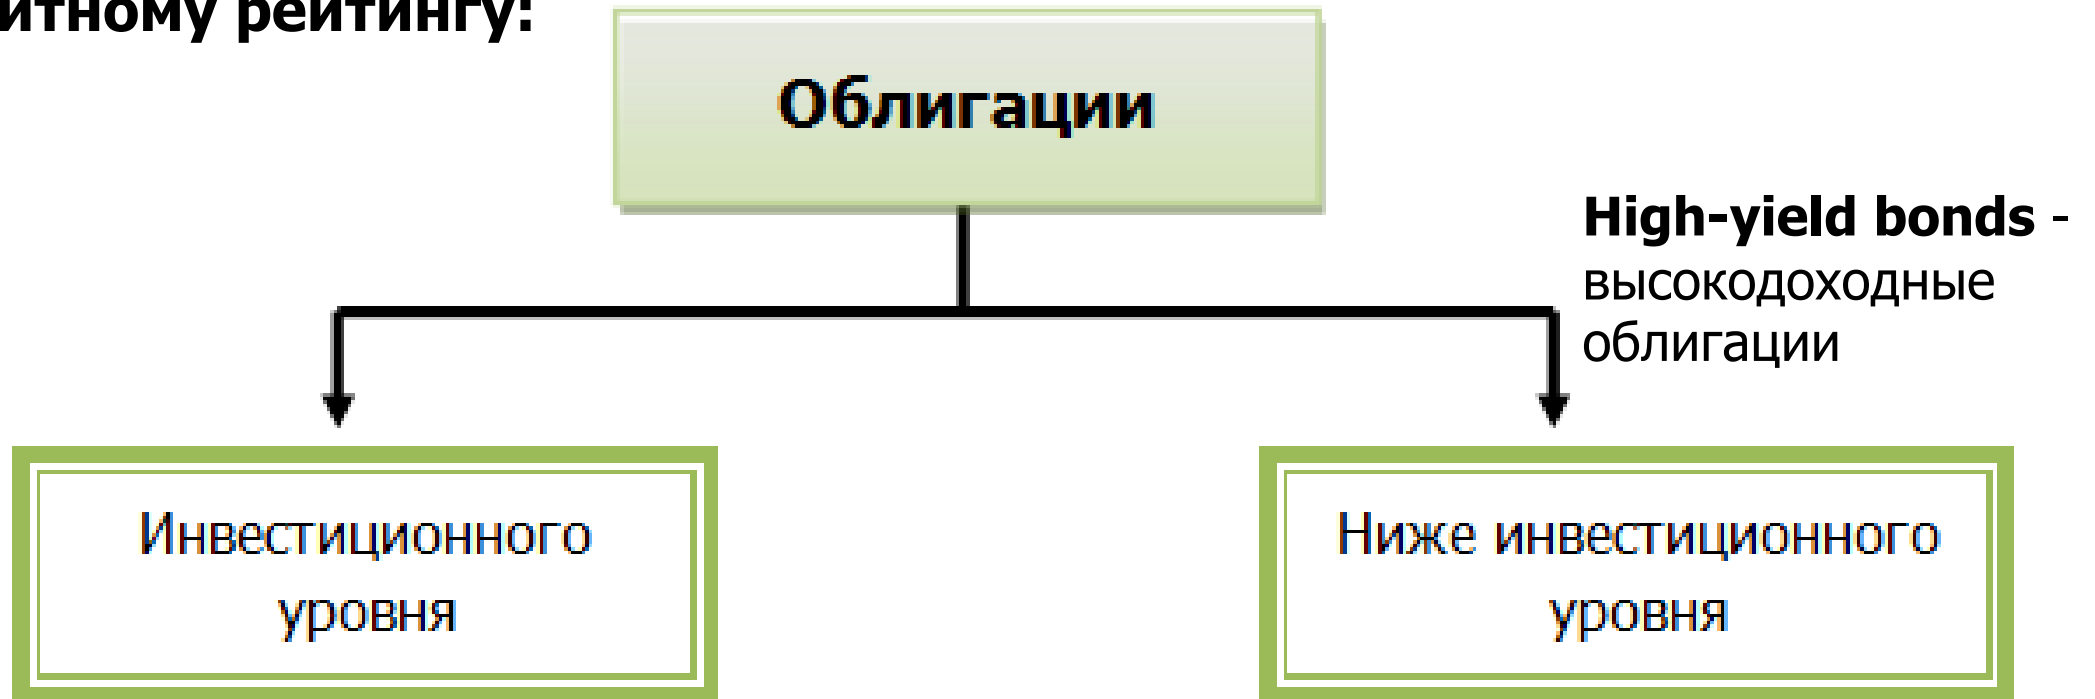 итному рейтингу:
Облигации
High-yield bonds -
высокодоходные
облигации
Инвестиционного
уровня
Ниже инвестиционного
уровня